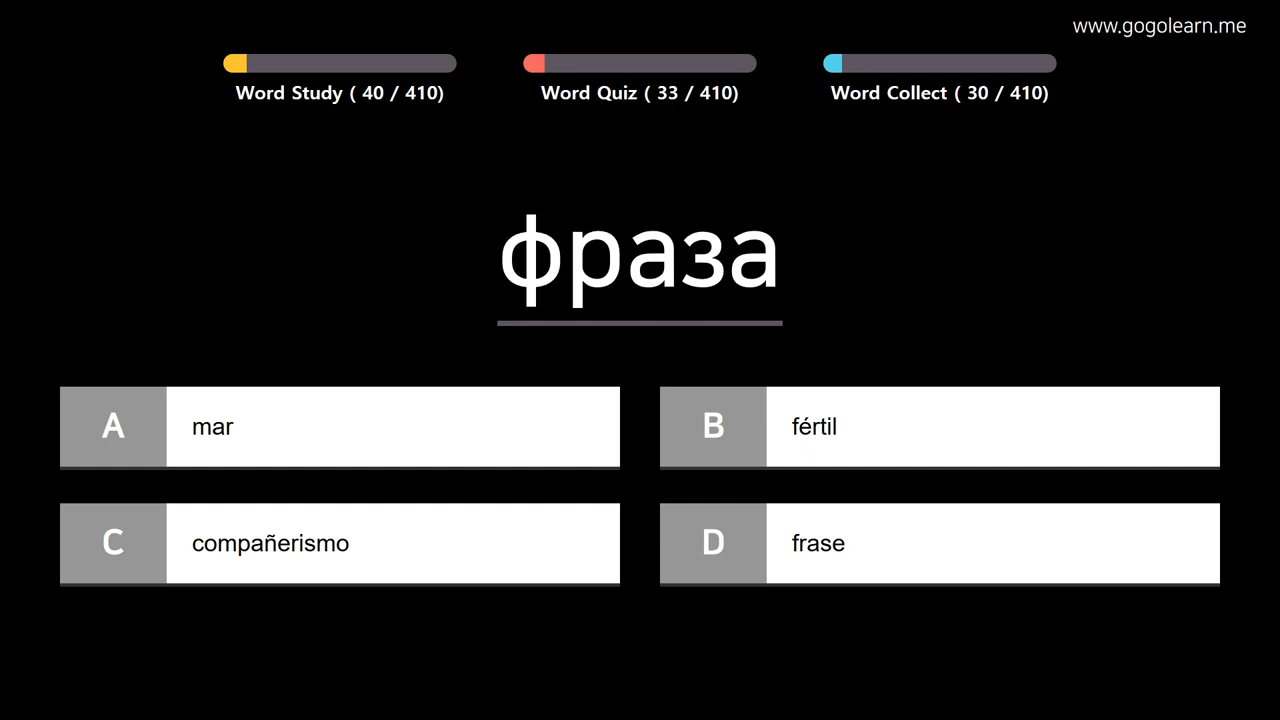 www.gogolearn.me
Word Study ( 40 / 410)
Word Quiz ( 33 / 410)
Word Collect ( 30 / 410)
фраза
A mar
B fértil
C compañerismo
D frase